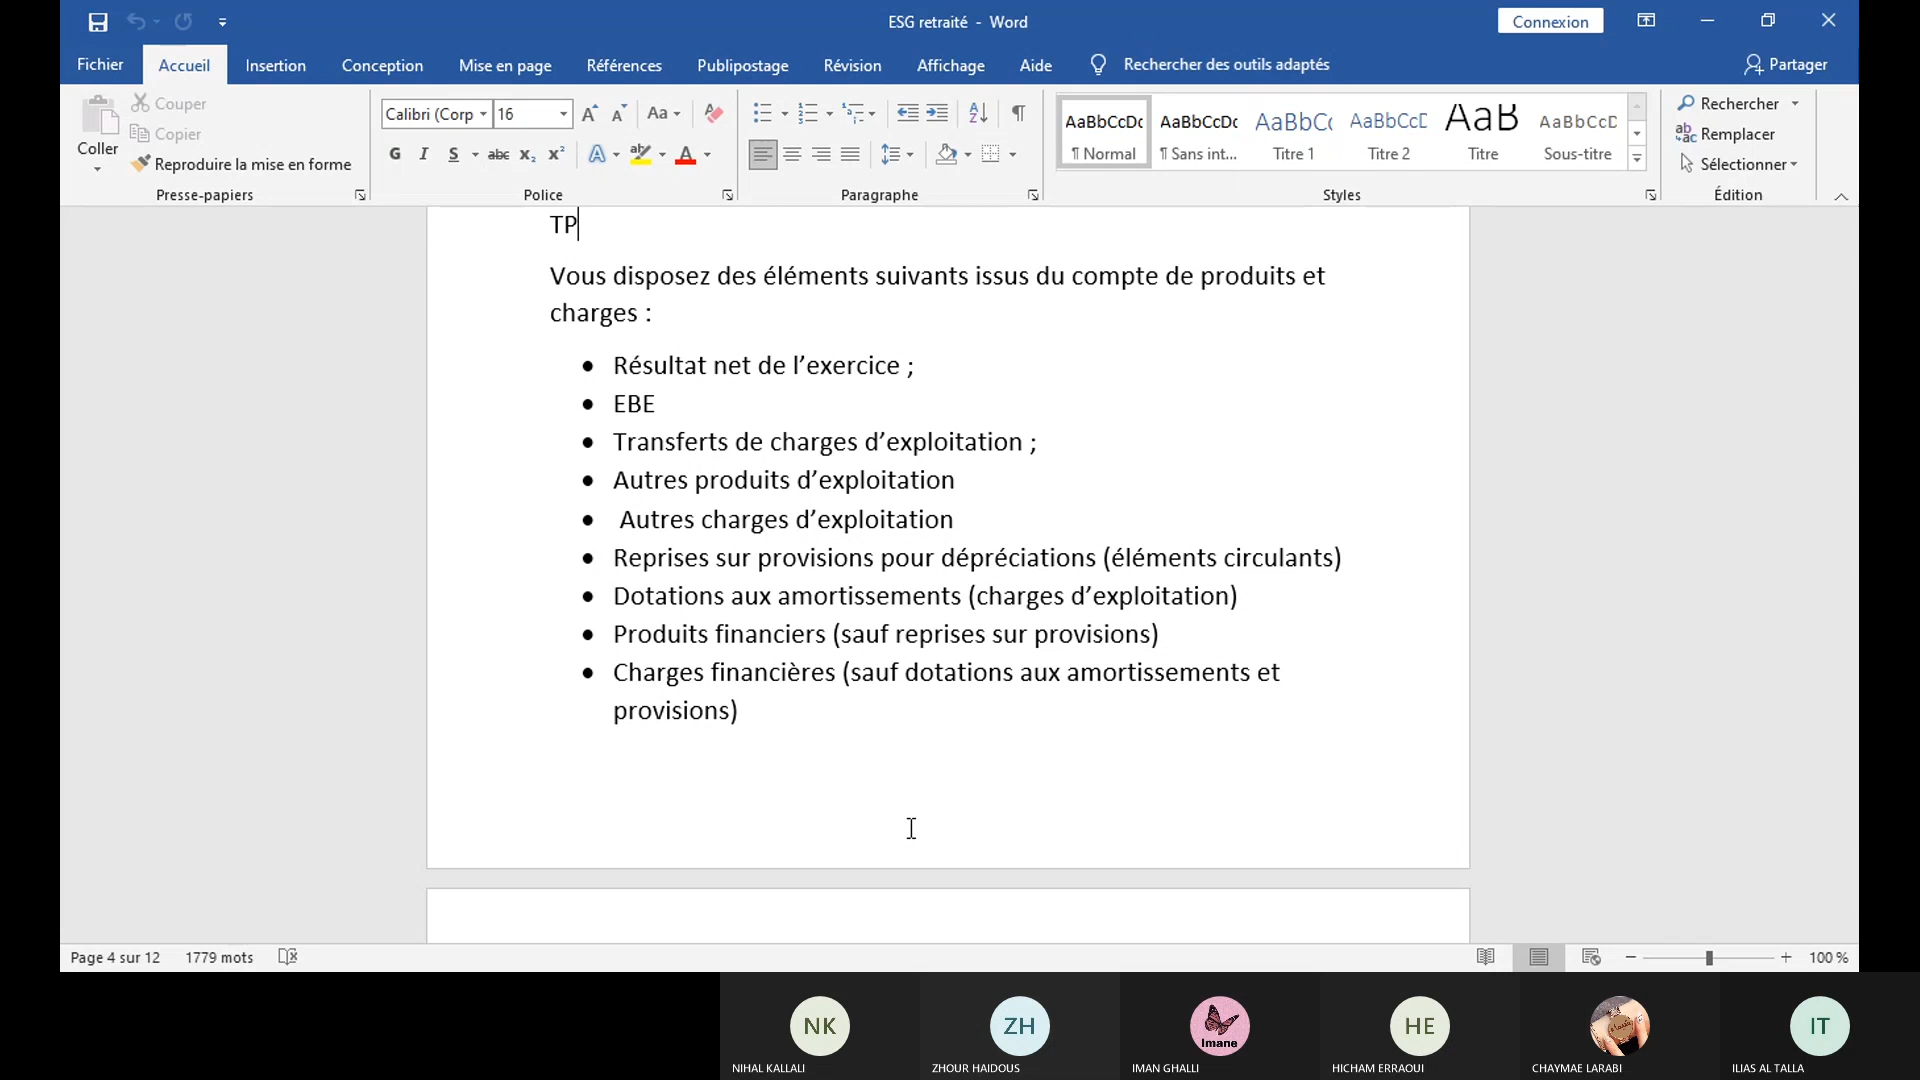 ESG retraité - Word
Connexion
Fichier Accueil Insertion Conception Mise en page Références Publipostage Révision Affichage Aide Rechercher des outils adaptés Partager
Coller
Couper
Copier
Reproduire la mise en forme
Presse-papiers
Calibri (Corp 16
Aa
G I S abc x₂ x² A ab A
Police
Paragraphe
AaBbCcDc AaBbCcDc AaBbCc AaBbCcD AaB AaBbCcD
¶ Normal ¶ Sans int... Titre 1 Titre 2 Titre Sous-titre
Styles
Rechercher
Remplacer
Sélectionner
Édition
TP
Vous disposez des éléments suivants issus du compte de produits et
charges :
• Résultat net de l’exercice ;
• EBE
• Transferts de charges d’exploitation ;
• Autres produits d’exploitation
• Autres charges d’exploitation
• Reprises sur provisions pour dépréciations (éléments circulants)
• Dotations aux amortissements (charges d’exploitation)
• Produits financiers (sauf reprises sur provisions)
• Charges financières (sauf dotations aux amortissements et
provisions)
Page 4 sur 12 1779 mots 100 %
NK ZH Imane HE IT
NIHAL KALLALI ZHOUR HAIDOUS IMAN GHALLI HICHAM ERRAOUI CHAYMAE LARABI ILIAS AL TALLA